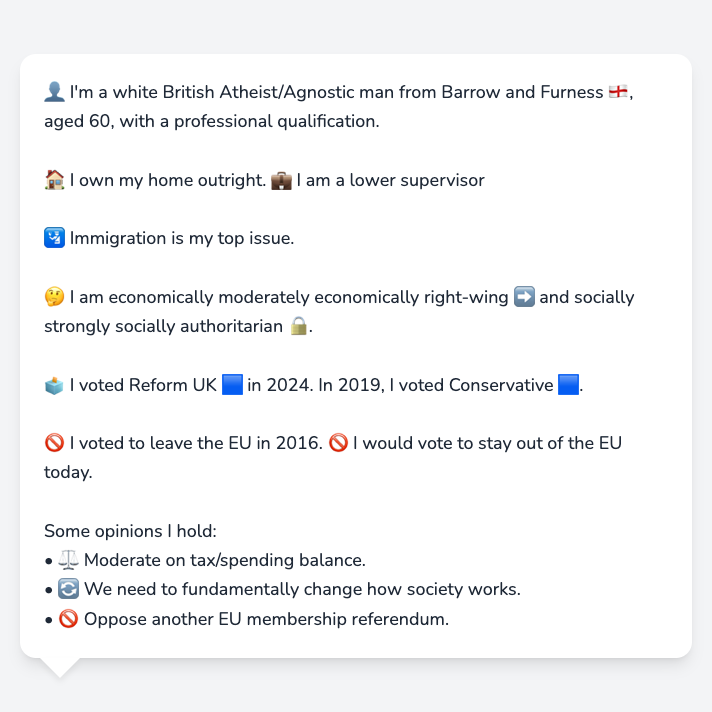 👤 I'm a white British Atheist/Agnostic man from Barrow and Furness 🏴󠁧󠁢󠁥󠁮󠁧󠁿,
aged 60, with a professional qualification.
🏠 I own my home outright. 💼 I am a lower supervisor
🛂 Immigration is my top issue.
🤔 I am economically moderately economically right-wing ➡️ and socially
strongly socially authoritarian 🔒.
🗳️ I voted Reform UK 🟦 in 2024. In 2019, I voted Conservative 🟦.
🚫 I voted to leave the EU in 2016. 🚫 I would vote to stay out of the EU
today.
Some opinions I hold:
• ⚖️ Moderate on tax/spending balance.
• 🔄 We need to fundamentally change how society works.
• 🚫 Oppose another EU membership referendum.